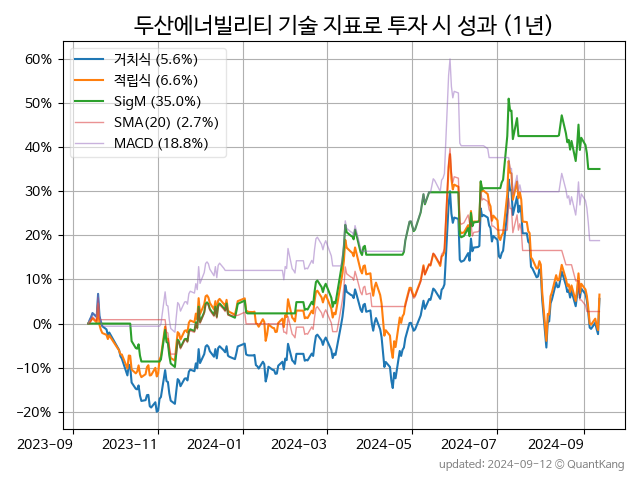 두산에너빌리티 기술 지표로 투자 시 성과 (1년)
60%
50%
40%
30%
20%
10%
0%
−10%
−20%
거치식 (5.6%)
적립식 (6.6%)
SigM (35.0%)
SMA(20) (2.7%)
MACD (18.8%)
2023-09 2023-11 2024-01 2024-03 2024-05 2024-07 2024-09
updated: 2024-09-12 © QuantKang